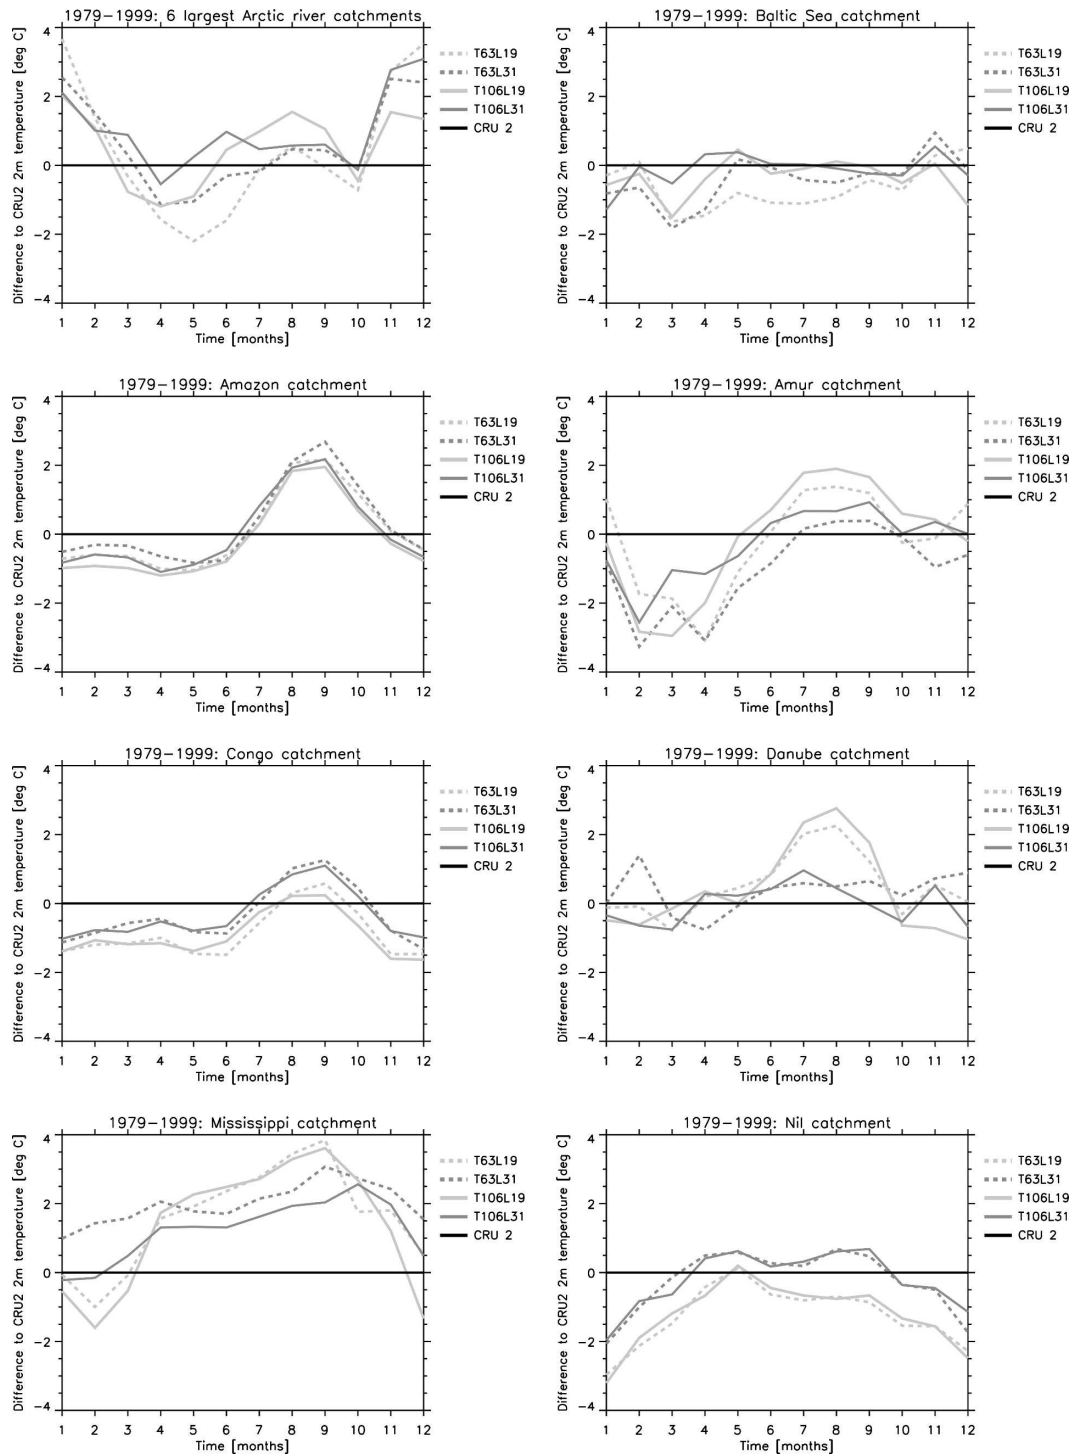 1979-1999: 6 largest Arctic river catchments
Difference to CRU2 2m temperature [deg C]
4
2
0
-2
-4
1 2 3 4 5 6 7 8 9 10 11 12
Time [months]
T63L19
T63L31
T106L19
T106L31
CRU 2
1979-1999: Baltic Sea catchment
Difference to CRU2 2m temperature [deg C]
4
2
0
-2
-4
1 2 3 4 5 6 7 8 9 10 11 12
Time [months]
T63L19
T63L31
T106L19
T106L31
CRU 2
1979-1999: Amazon catchment
Difference to CRU2 2m temperature [deg C]
4
2
0
-2
-4
1 2 3 4 5 6 7 8 9 10 11 12
Time [months]
T63L19
T63L31
T106L19
T106L31
CRU 2
1979-1999: Amur catchment
Difference to CRU2 2m temperature [deg C]
4
2
0
-2
-4
1 2 3 4 5 6 7 8 9 10 11 12
Time [months]
T63L19
T63L31
T106L19
T106L31
CRU 2
1979-1999: Congo catchment
Difference to CRU2 2m temperature [deg C]
4
2
0
-2
-4
1 2 3 4 5 6 7 8 9 10 11 12
Time [months]
T63L19
T63L31
T106L19
T106L31
CRU 2
1979-1999: Danube catchment
Difference to CRU2 2m temperature [deg C]
4
2
0
-2
-4
1 2 3 4 5 6 7 8 9 10 11 12
Time [months]
T63L19
T63L31
T106L19
T106L31
CRU 2
1979-1999: Mississippi catchment
Difference to CRU2 2m temperature [deg C]
4
2
0
-2
-4
1 2 3 4 5 6 7 8 9 10 11 12
Time [months]
T63L19
T63L31
T106L19
T106L31
CRU 2
1979-1999: Nil catchment
Difference to CRU2 2m temperature [deg C]
4
2
0
-2
-4
1 2 3 4 5 6 7 8 9 10 11 12
Time [months]
T63L19
T63L31
T106L19
T106L31
CRU 2